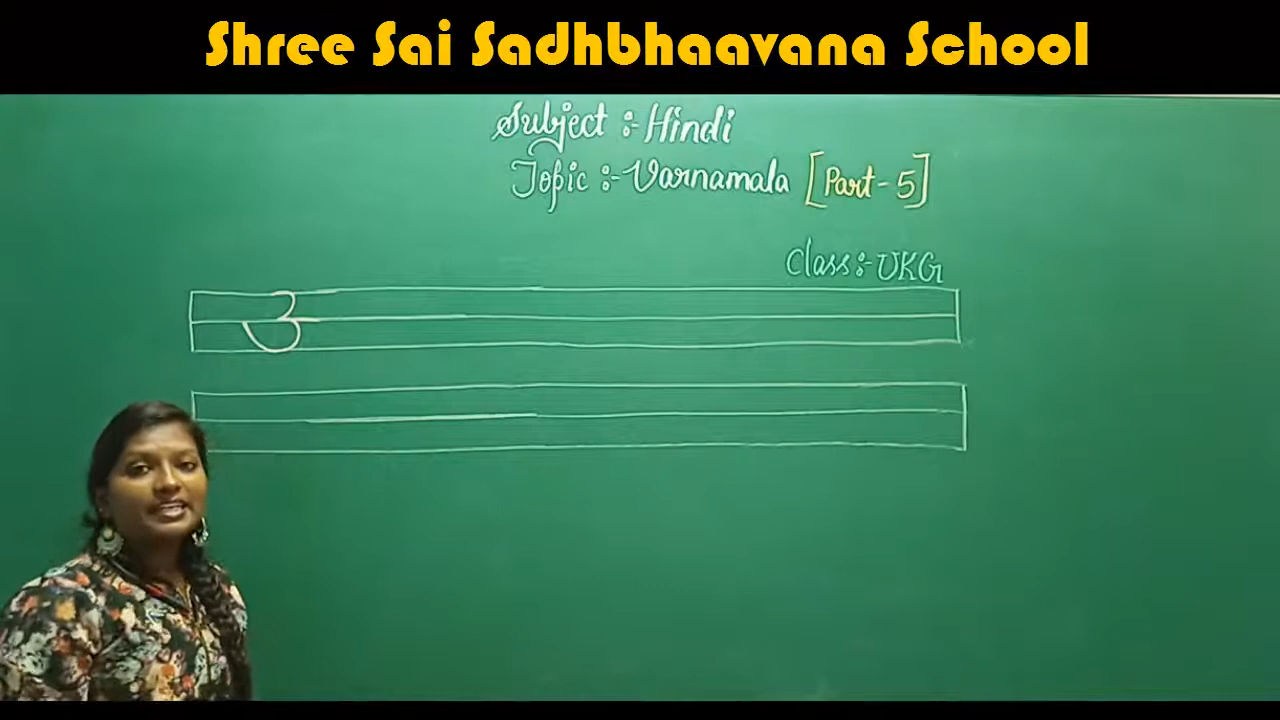 Shree Sai Sadhbhaavana School
Subject :- Hindi
Topic :- Varnamala [Part - 5]
Class :- UKG